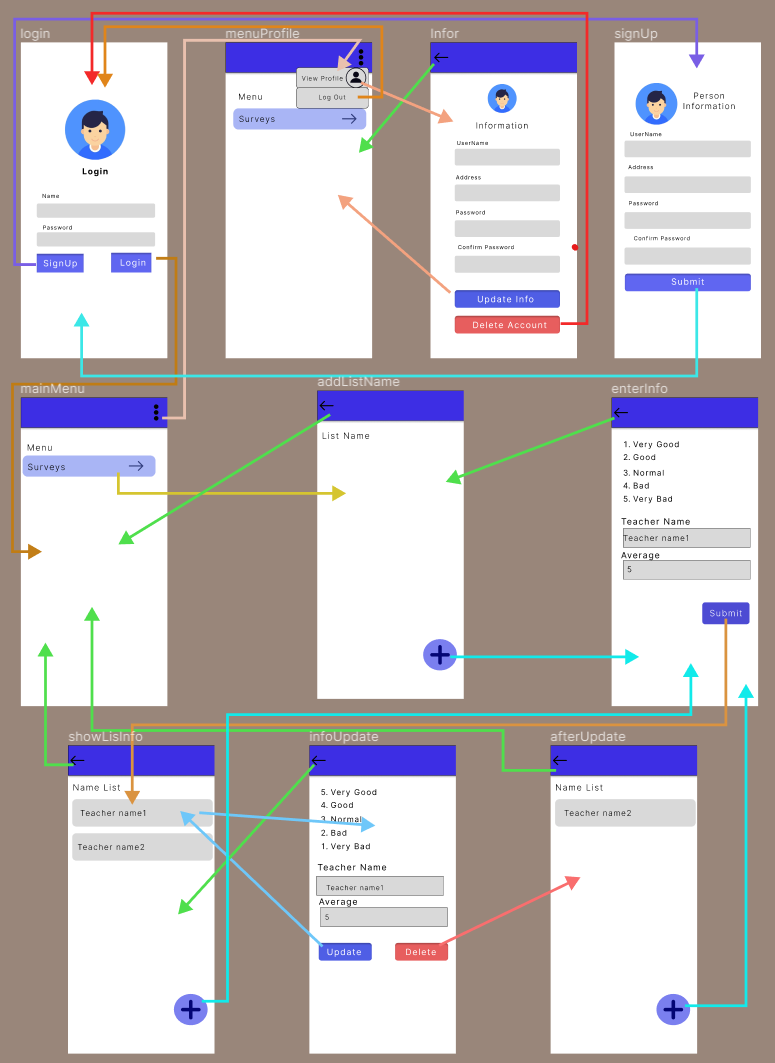 login
Login
Name
Password
SignUp
Login
menuProfile
View Profile
Log Out
Menu
Surveys
Infor
Information
UserName
Address
Password
Confirm Password
Update Info
Delete Account
signUp
Person
Information
UserName
Address
Password
Confirm Password
Submit
mainMenu
Menu
Surveys
addListName
List Name
enterInfo
1. Very Good
2. Good
3. Normal
4. Bad
5. Very Bad
Teacher Name
Teacher name1
Average
5
Submit
showLisInfo
Name List
Teacher name1
Teacher name2
infoUpdate
5. Very Good
4. Good
3. Normal
2. Bad
1. Very Bad
Teacher Name
Teacher name1
Average
5
Update
Delete
afterUpdate
Name List
Teacher name2